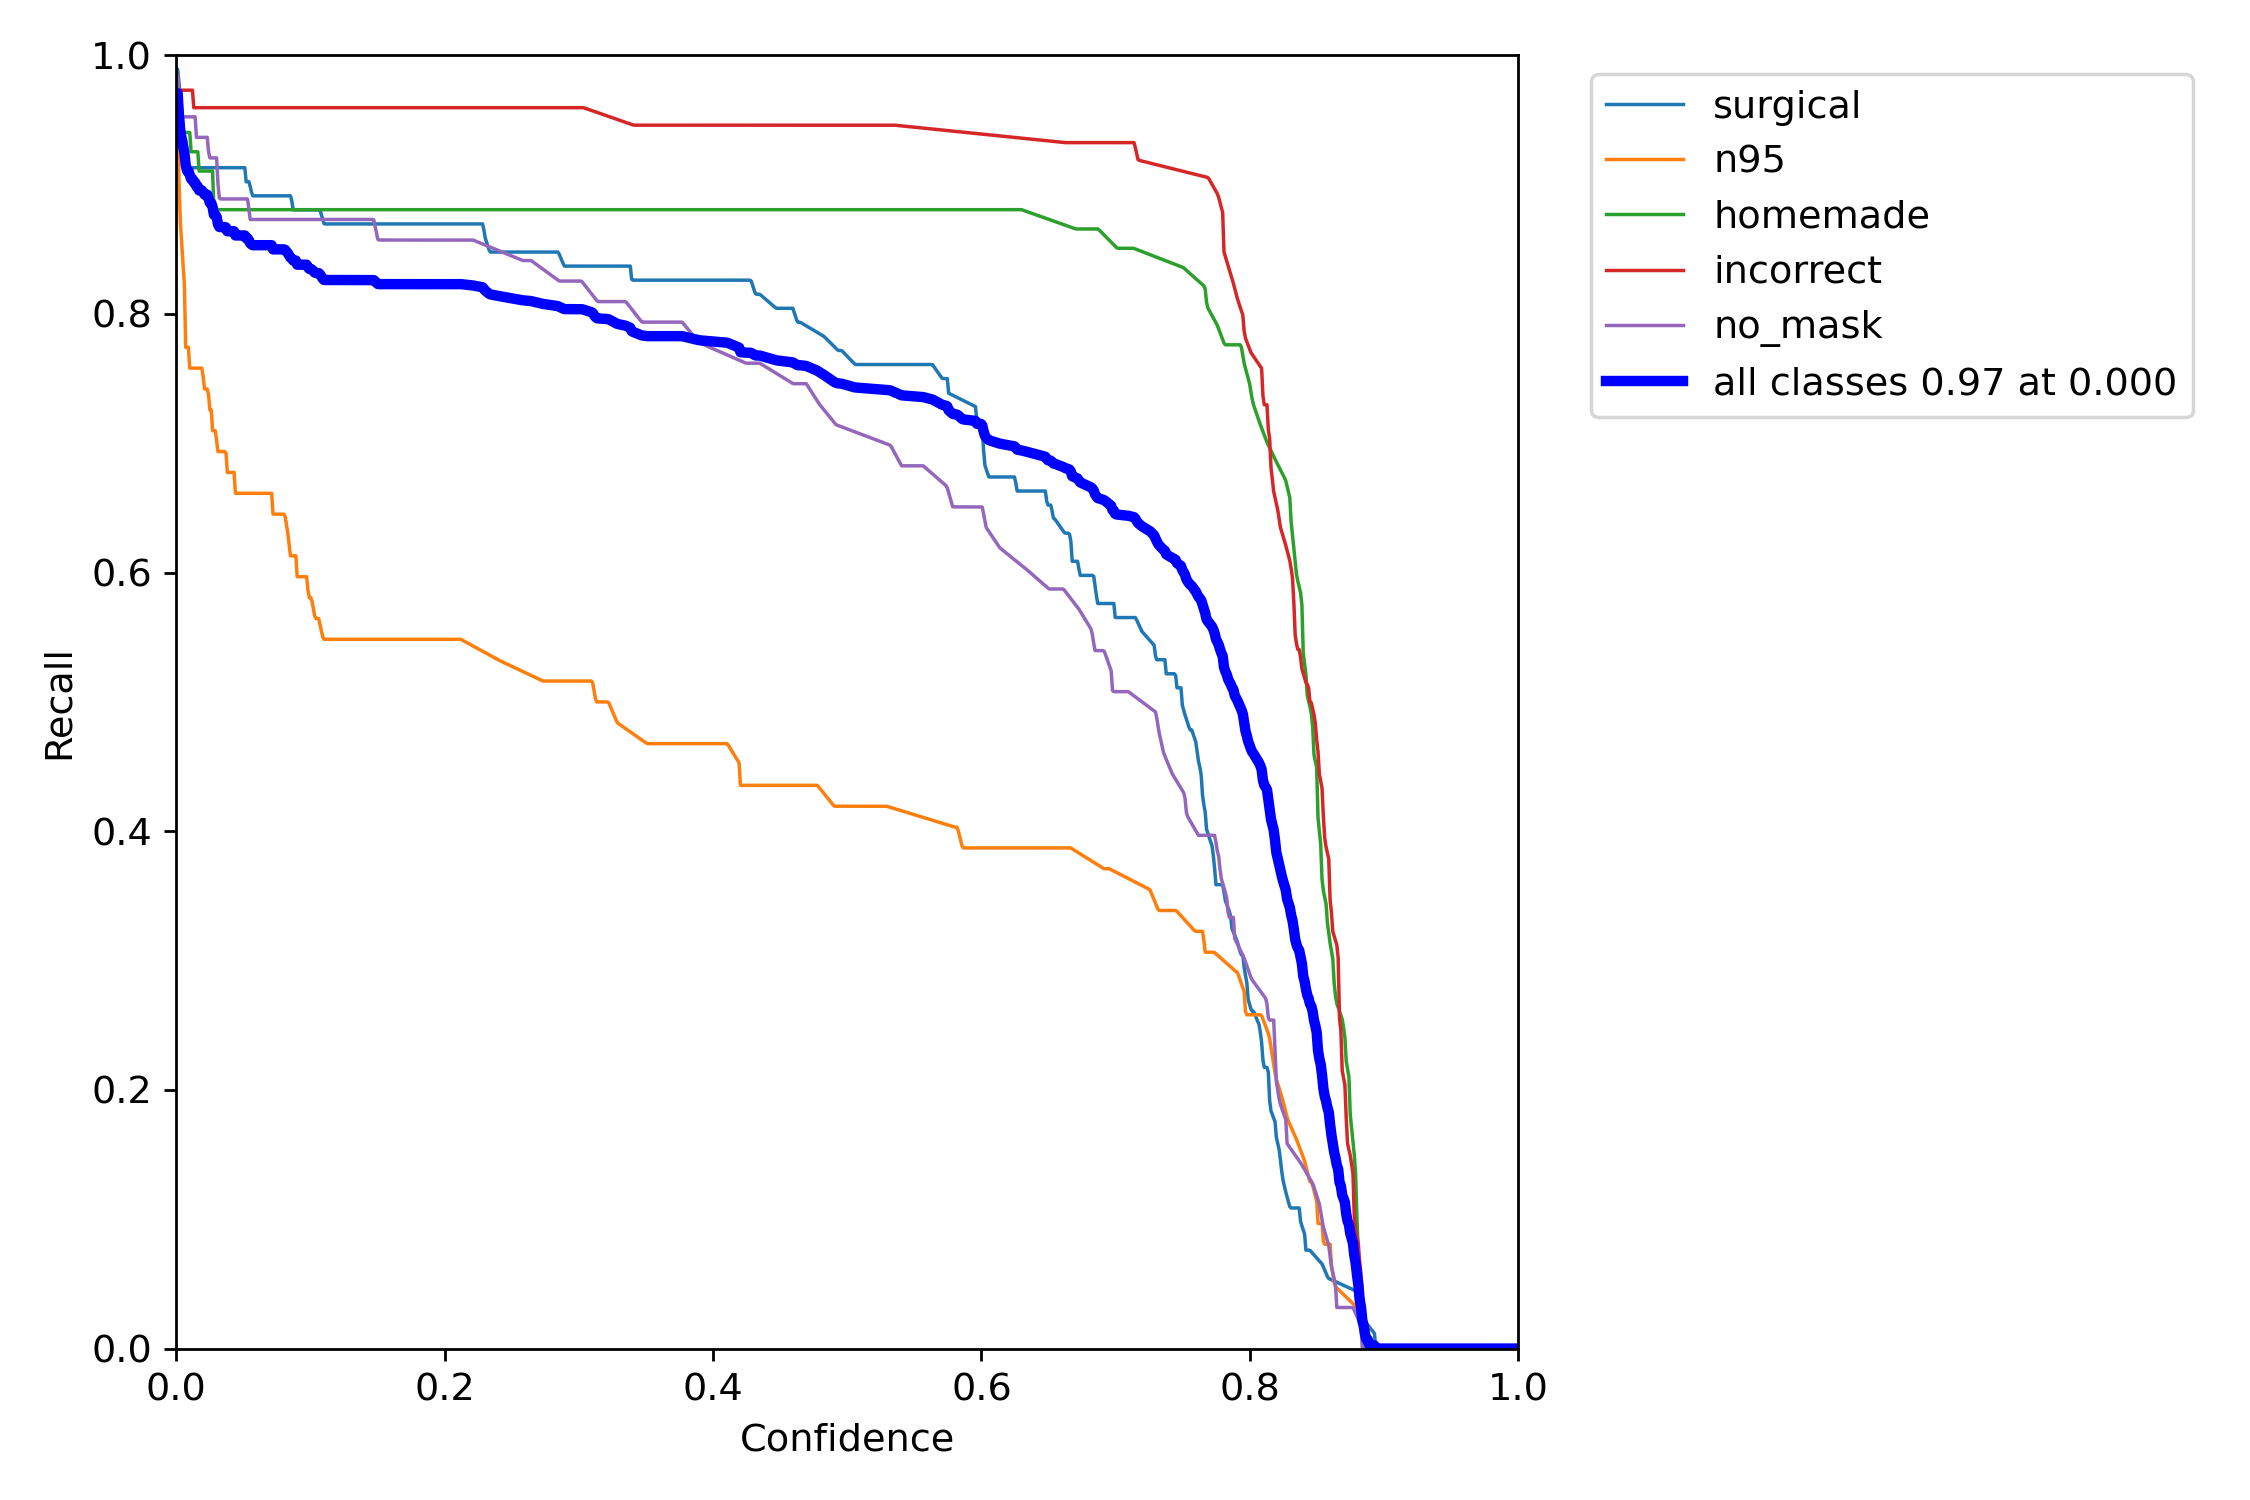 1.0
0.8
0.6
0.4
0.2
0.0
Recall
0.0 0.2 0.4 0.6 0.8 1.0
Confidence
surgical
n95
homemade
incorrect
no_mask
all classes 0.97 at 0.000